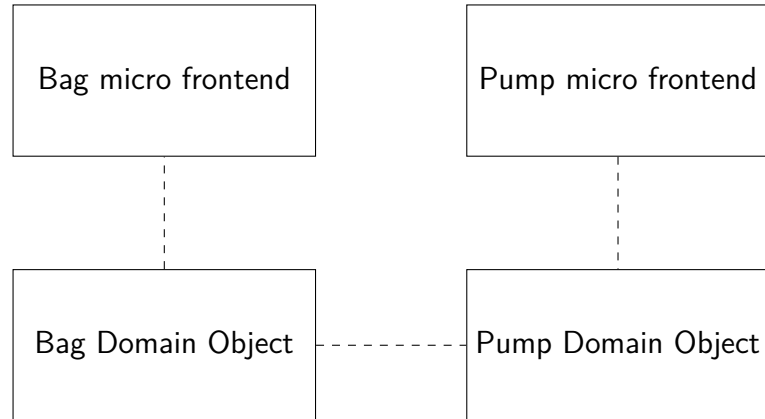 Bag micro frontend
Pump micro frontend
Bag Domain Object
Pump Domain Object